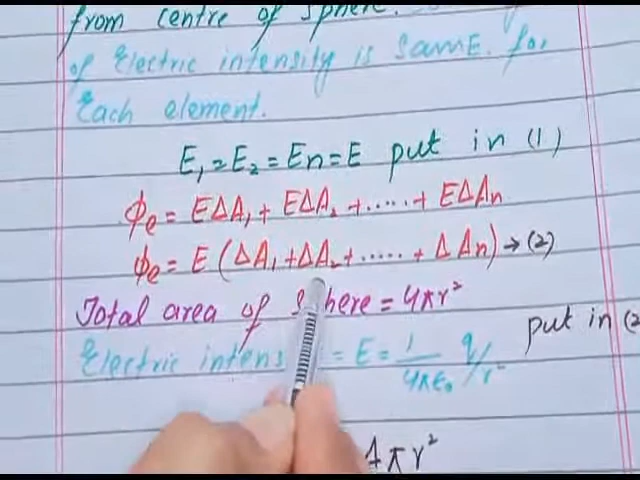 from centre of sphere.
of Electric intensity is same. for
Each element.
E₁ = E₂ = En = E put in (1)
ϕe = EΔA₁ + EΔA₂ + ..... + EΔAn
ϕe = E (ΔA₁ + ΔA₂ + ..... + ΔAn) → (2)
Total area of sphere = 4πr²
put in (2
Electric intens = E = 1/4πε₀ q/r²
4πr²